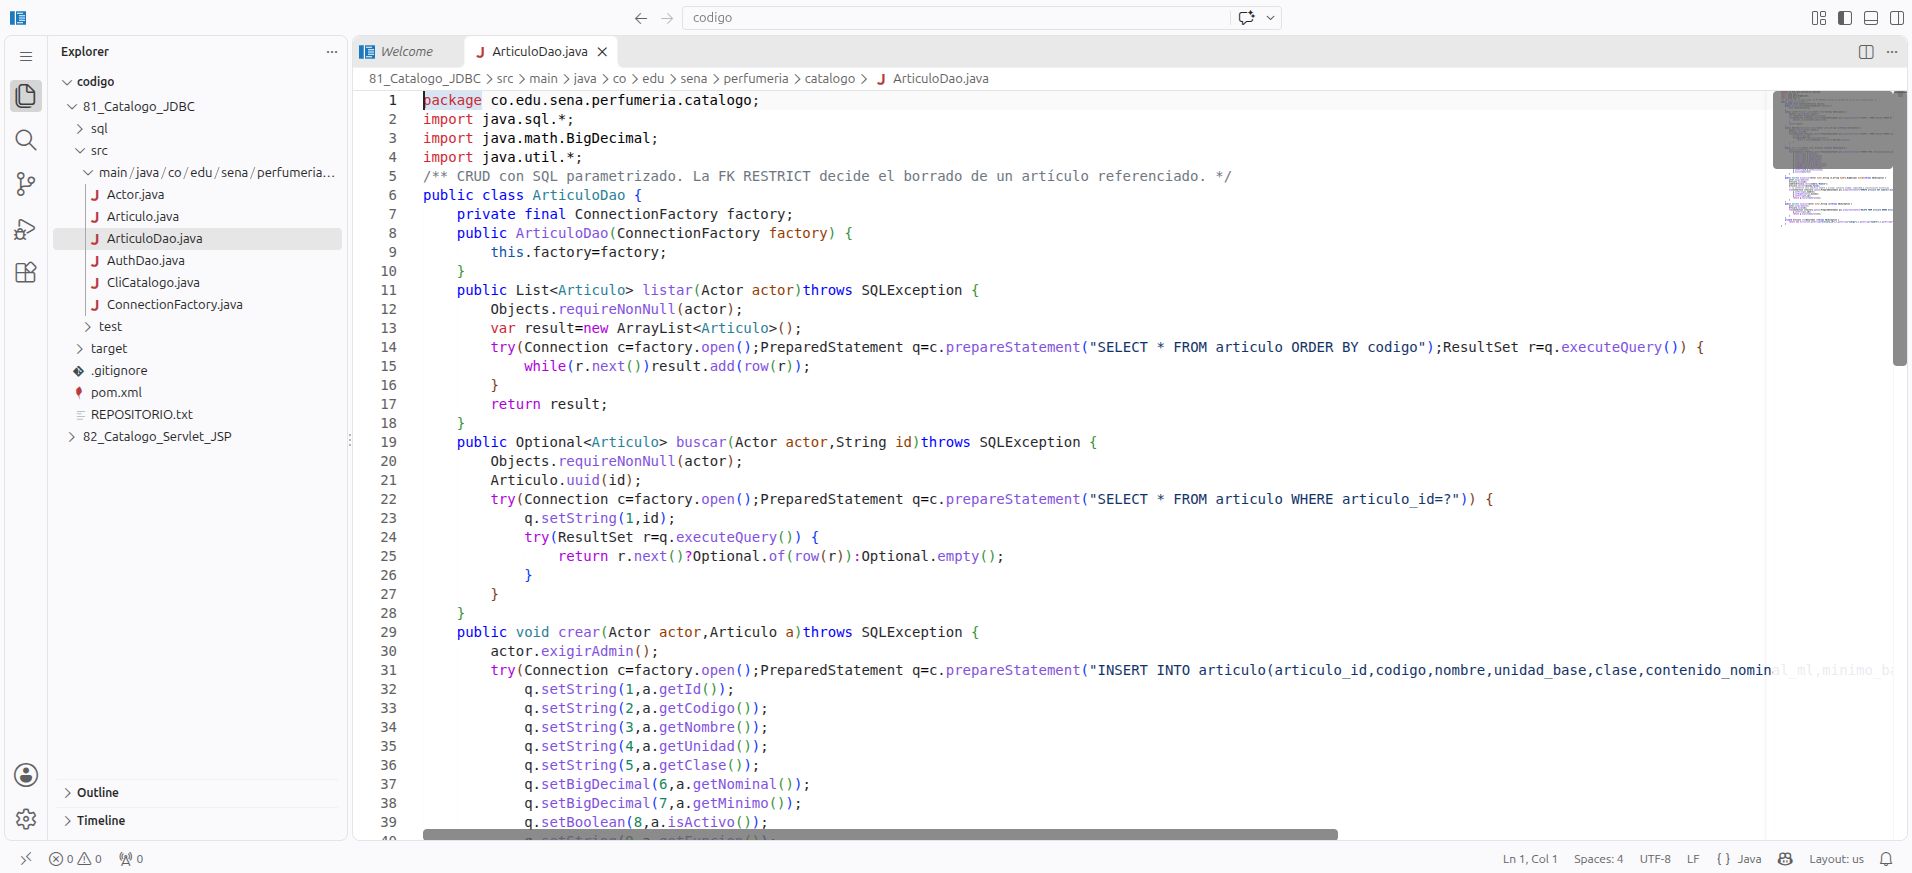 codigo
Explorer
codigo
81_Catalogo_JDBC
sql
src
main/java/co/edu/sena/perfumeria...
Actor.java
Articulo.java
ArticuloDao.java
AuthDao.java
CliCatalogo.java
ConnectionFactory.java
test
target
.gitignore
pom.xml
REPOSITORIO.txt
82_Catalogo_Servlet_JSP
Outline
Timeline
Welcome
ArticuloDao.java
81_Catalogo_JDBC > src > main > java > co > edu > sena > perfumeria > catalogo > ArticuloDao.java
1 package co.edu.sena.perfumeria.catalogo;
2 import java.sql.*;
3 import java.math.BigDecimal;
4 import java.util.*;
5 /** CRUD con SQL parametrizado. La FK RESTRICT decide el borrado de un artículo referenciado. */
6 public class ArticuloDao {
7     private final ConnectionFactory factory;
8     public ArticuloDao(ConnectionFactory factory) {
9         this.factory=factory;
10     }
11     public List<Articulo> listar(Actor actor)throws SQLException {
12         Objects.requireNonNull(actor);
13         var result=new ArrayList<Articulo>();
14         try(Connection c=factory.open();PreparedStatement q=c.prepareStatement("SELECT * FROM articulo ORDER BY codigo");ResultSet r=q.executeQuery()) {
15             while(r.next())result.add(row(r));
16         }
17         return result;
18     }
19     public Optional<Articulo> buscar(Actor actor,String id)throws SQLException {
20         Objects.requireNonNull(actor);
21         Articulo.uuid(id);
22         try(Connection c=factory.open();PreparedStatement q=c.prepareStatement("SELECT * FROM articulo WHERE articulo_id=?")) {
23             q.setString(1,id);
24             try(ResultSet r=q.executeQuery()) {
25                 return r.next()?Optional.of(row(r)):Optional.empty();
26             }
27         }
28     }
29     public void crear(Actor actor,Articulo a)throws SQLException {
30         actor.exigirAdmin();
31         try(Connection c=factory.open();PreparedStatement q=c.prepareStatement("INSERT INTO articulo(articulo_id,codigo,nombre,unidad_base,clase,contenido_nominal_ml,minimo_ba
32             q.setString(1,a.getId());
33             q.setString(2,a.getCodigo());
34             q.setString(3,a.getNombre());
35             q.setString(4,a.getUnidad());
36             q.setString(5,a.getClase());
37             q.setBigDecimal(6,a.getNominal());
38             q.setBigDecimal(7,a.getMinimo());
39             q.setBoolean(8,a.isActivo());
0 0 0
Ln 1, Col 1 Spaces: 4 UTF-8 LF { } Java Layout: us